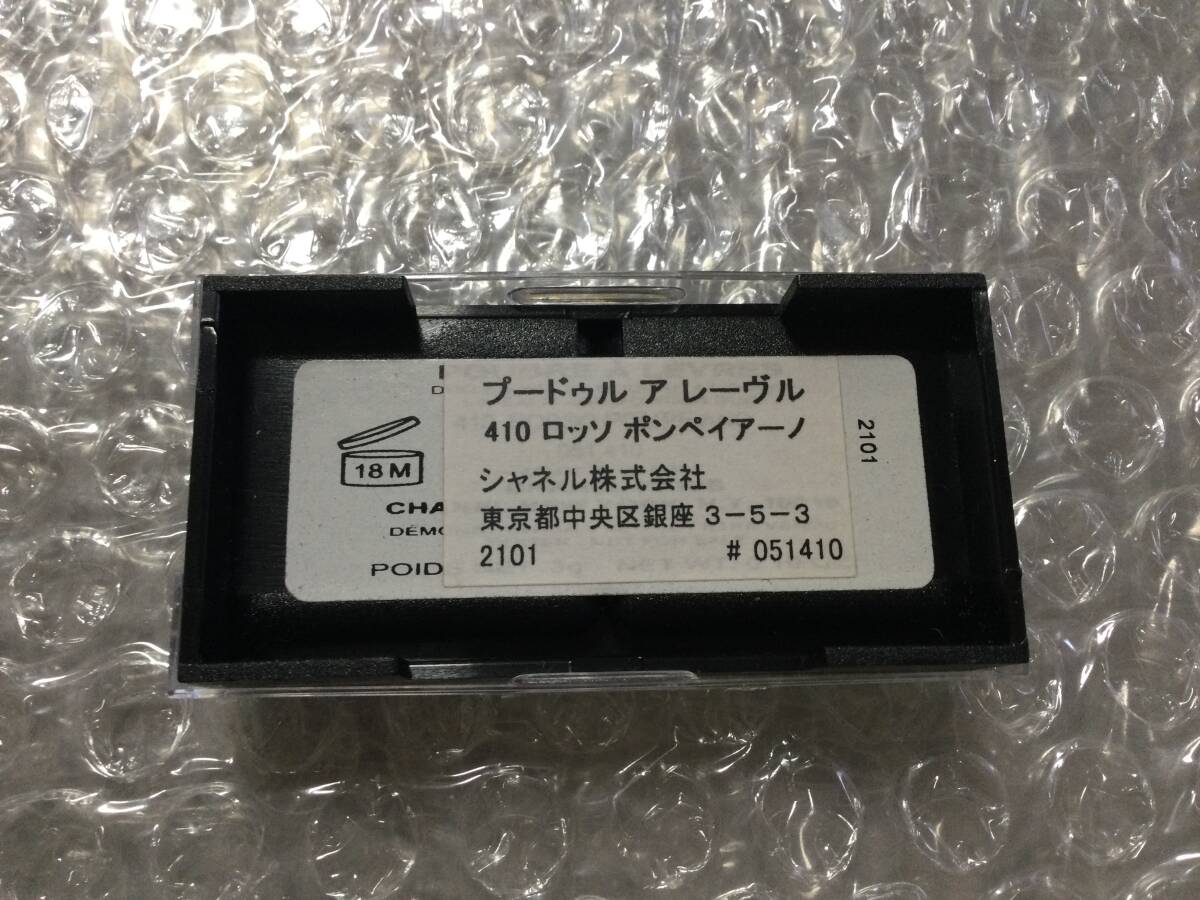 プードゥル ア レーヴル
410 ロッソ ポンペイアーノ
シャネル株式会社
東京都中央区銀座 3-5-3
2101 # 051410
18 M
CHA
DÉMO
POID
2101